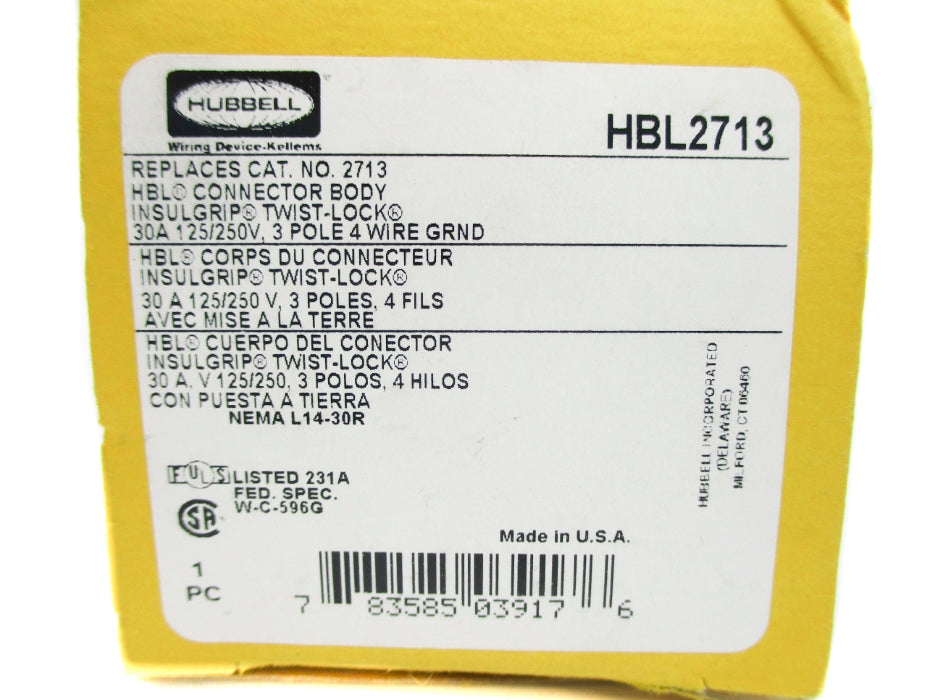 HUBBELL
Wiring Device-Kellems
HBL2713
REPLACES CAT. NO. 2713
HBL® CONNECTOR BODY
INSULGRIP® TWIST-LOCK®
30A 125/250V, 3 POLE 4 WIRE GRND
HBL® CORPS DU CONNECTEUR
INSULGRIP® TWIST-LOCK®
30 A 125/250 V, 3 POLES, 4 FILS
AVEC MISE A LA TERRE
HBL® CUERPO DEL CONECTOR
INSULGRIP® TWIST-LOCK®
30 A. V 125/250, 3 POLOS, 4 HILOS
CON PUESTA A TIERRA
NEMA L14-30R
HUBBELL INCORPORATED
(DELAWARE)
MILFORD, CT 06460
F UL S LISTED 231A
FED. SPEC.
W-C-596G
SA
Made in U.S.A.
1
PC
7 83585 03917 6